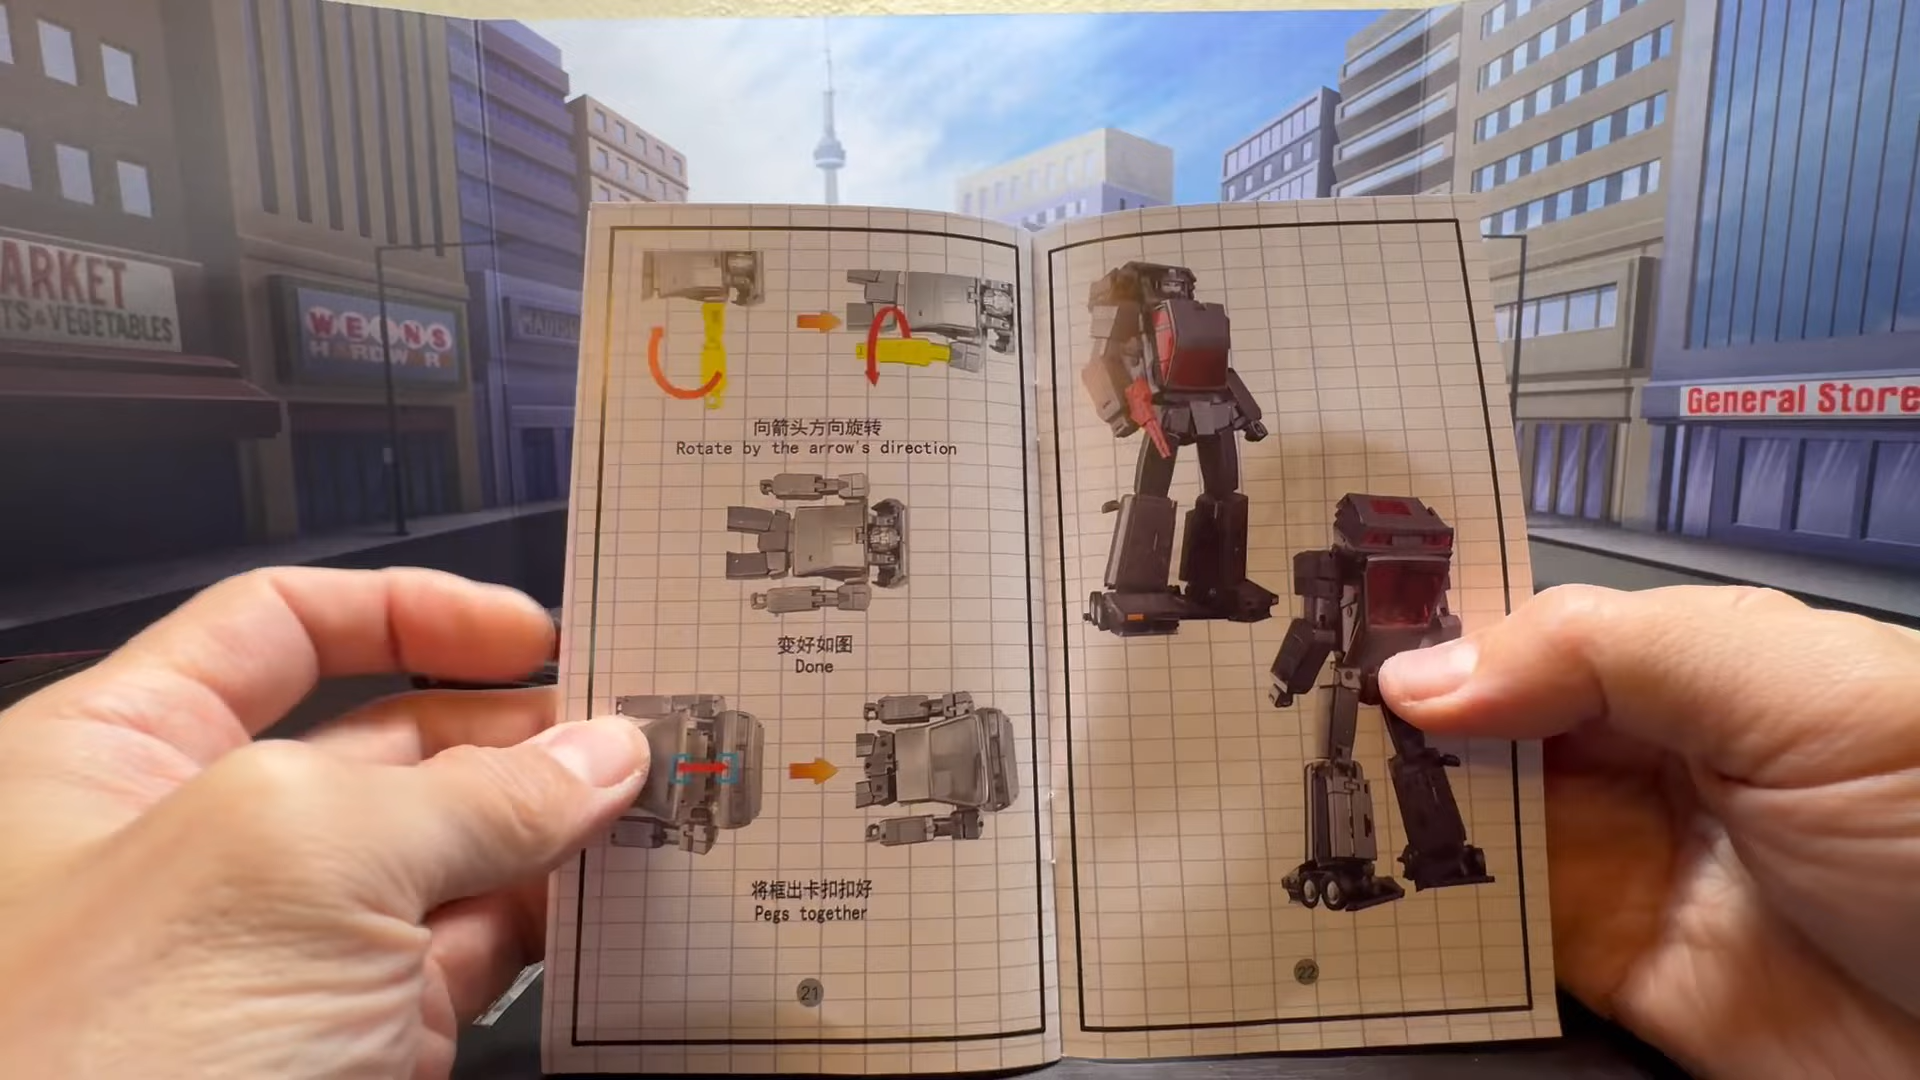 ARKET
TS & VEGETABLES
WEONS
General Store
向箭头方向旋转
Rotate by the arrow's direction
变好如图
Done
将框出卡扣扣好
Pegs together
21
22